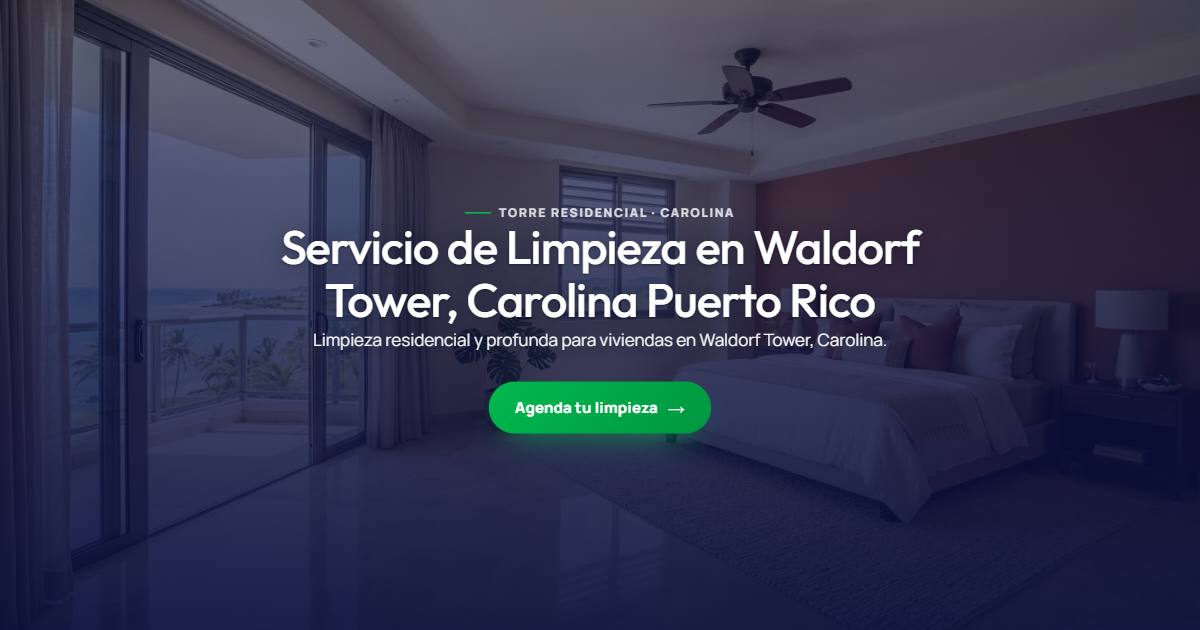 TORRE RESIDENCIAL · CAROLINA
Servicio de Limpieza en Waldorf
Tower, Carolina Puerto Rico
Limpieza residencial y profunda para viviendas en Waldorf Tower, Carolina.
Agenda tu limpieza →